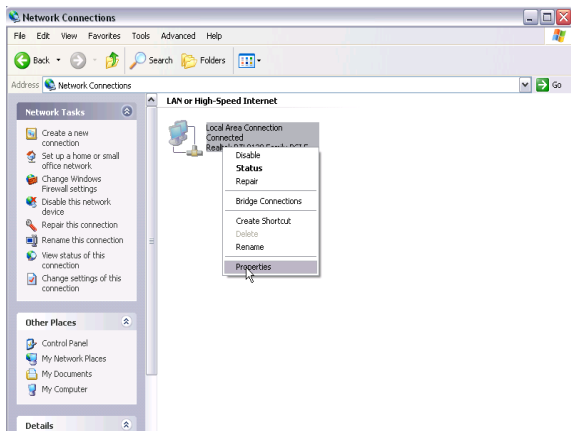 Network Connections
File Edit View Favorites Tools Advanced Help
Back Search Folders
Address Network Connections Go
Network Tasks
Create a new
connection
Set up a home or small
office network
Change Windows
Firewall settings
Disable this network
device
Repair this connection
Rename this connection
View status of this
connection
Change settings of this
connection
Other Places
Control Panel
My Network Places
My Documents
My Computer
Details
LAN or High-Speed Internet
Local Area Connection
Connected
Realtek RTL8139 Family PCI F
Disable
Status
Repair
Bridge Connections
Create Shortcut
Delete
Rename
Properties